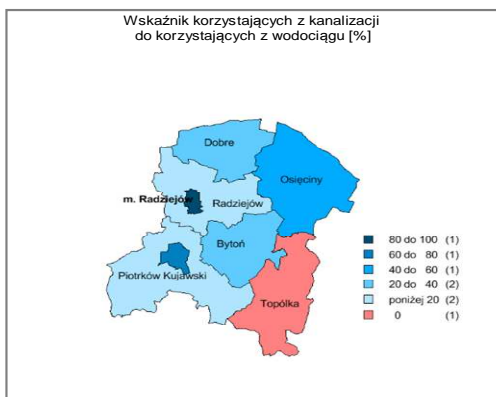 Wskaźnik korzystających z kanalizacji
do korzystających z wodociągu [%]
Dobre
Osięciny
m. Radziejów
Radziejów
Bytoń
Piotrków Kujawski
Topólka
80 do 100 (1)
60 do 80 (1)
40 do 60 (1)
20 do 40 (2)
poniżej 20 (2)
0 (1)